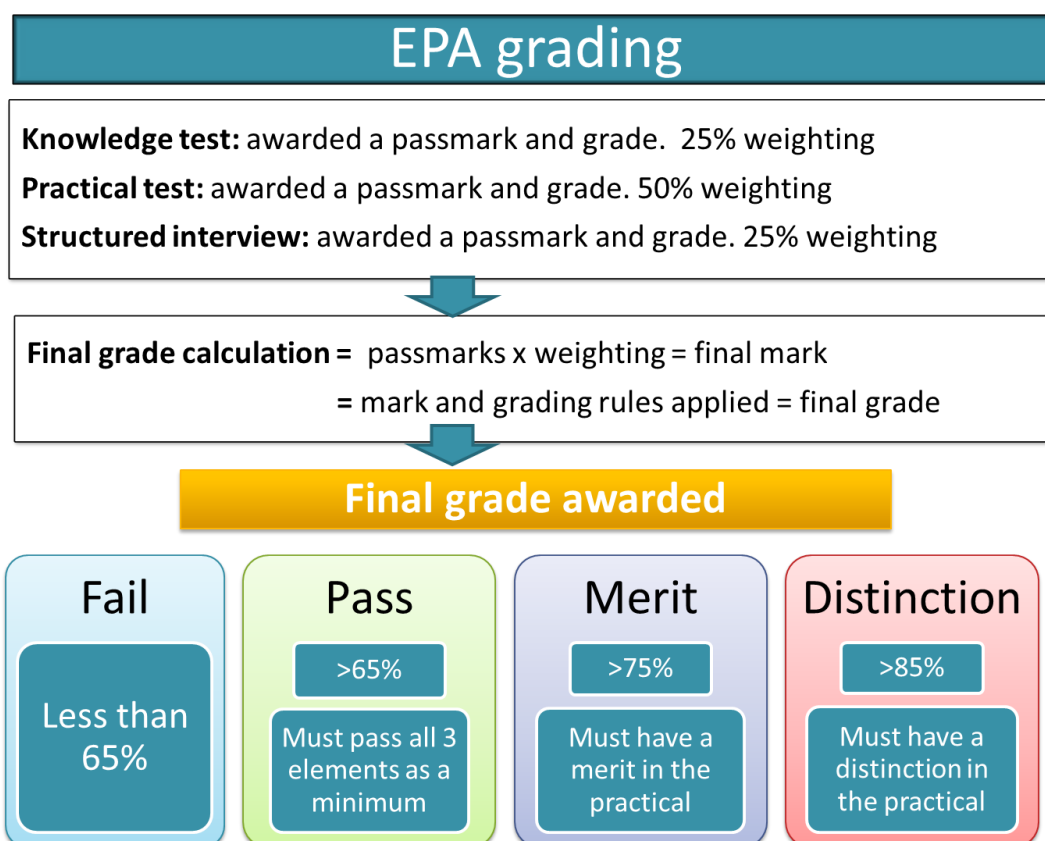 EPA grading
Knowledge test: awarded a passmark and grade.  25% weighting
Practical test: awarded a passmark and grade. 50% weighting
Structured interview: awarded a passmark and grade. 25% weighting
Final grade calculation =  passmarks x weighting = final mark
= mark and grading rules applied = final grade
Final grade awarded
Fail
Less than
65%
Pass
>65%
Must pass all 3
elements as a
minimum
Merit
>75%
Must have a
merit in the
practical
Distinction
>85%
Must have a
distinction in
the practical